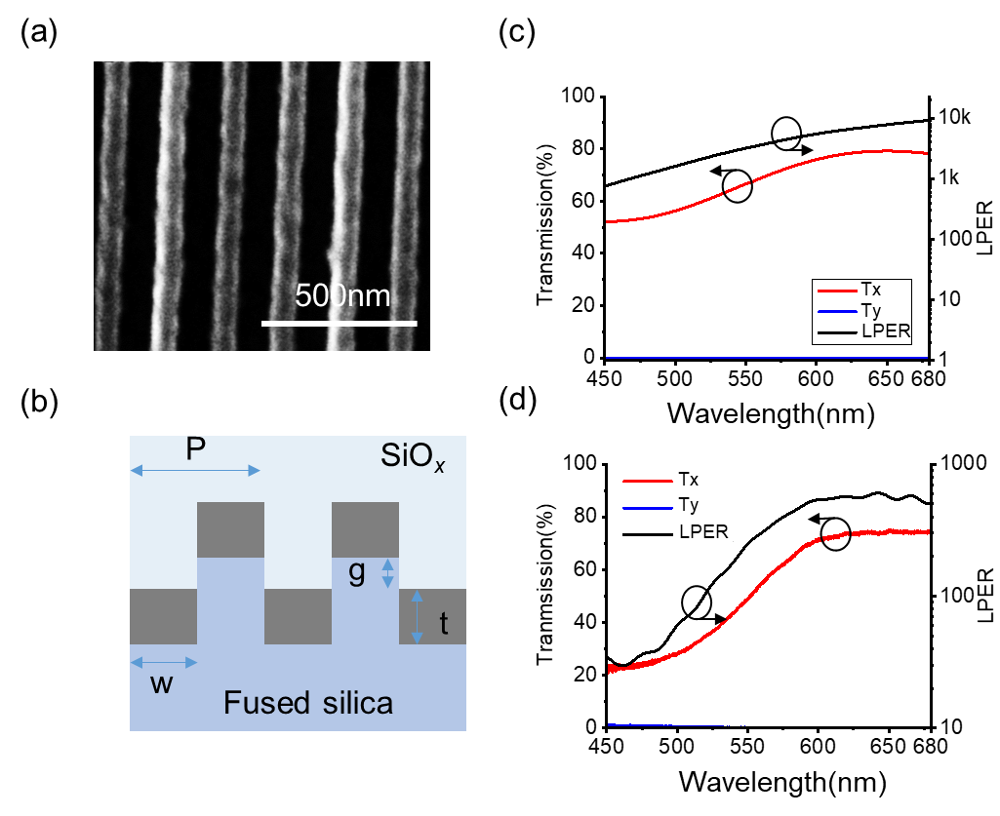 (a)
500nm
(b)
P
SiOx
g
t
w
Fused silica
(c)
100
80
60
40
20
0
Transmission(%)
10k
1k
100
10
1
LPER
Tx
Ty
LPER
450 500 550 600 650 680
Wavelength(nm)
(d)
100
80
60
40
20
0
Tranmsission(%)
1000
100
10
LPER
Tx
Ty
LPER
450 500 550 600 650 680
Wavelength(nm)